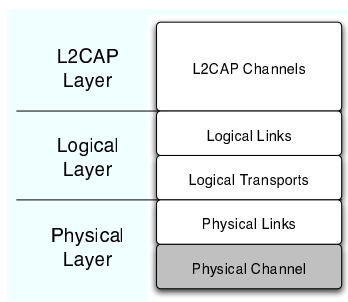 L2CAP
Layer
L2CAP Channels
Logical
Layer
Logical Links
Logical Transports
Physical
Layer
Physical Links
Physical Channel